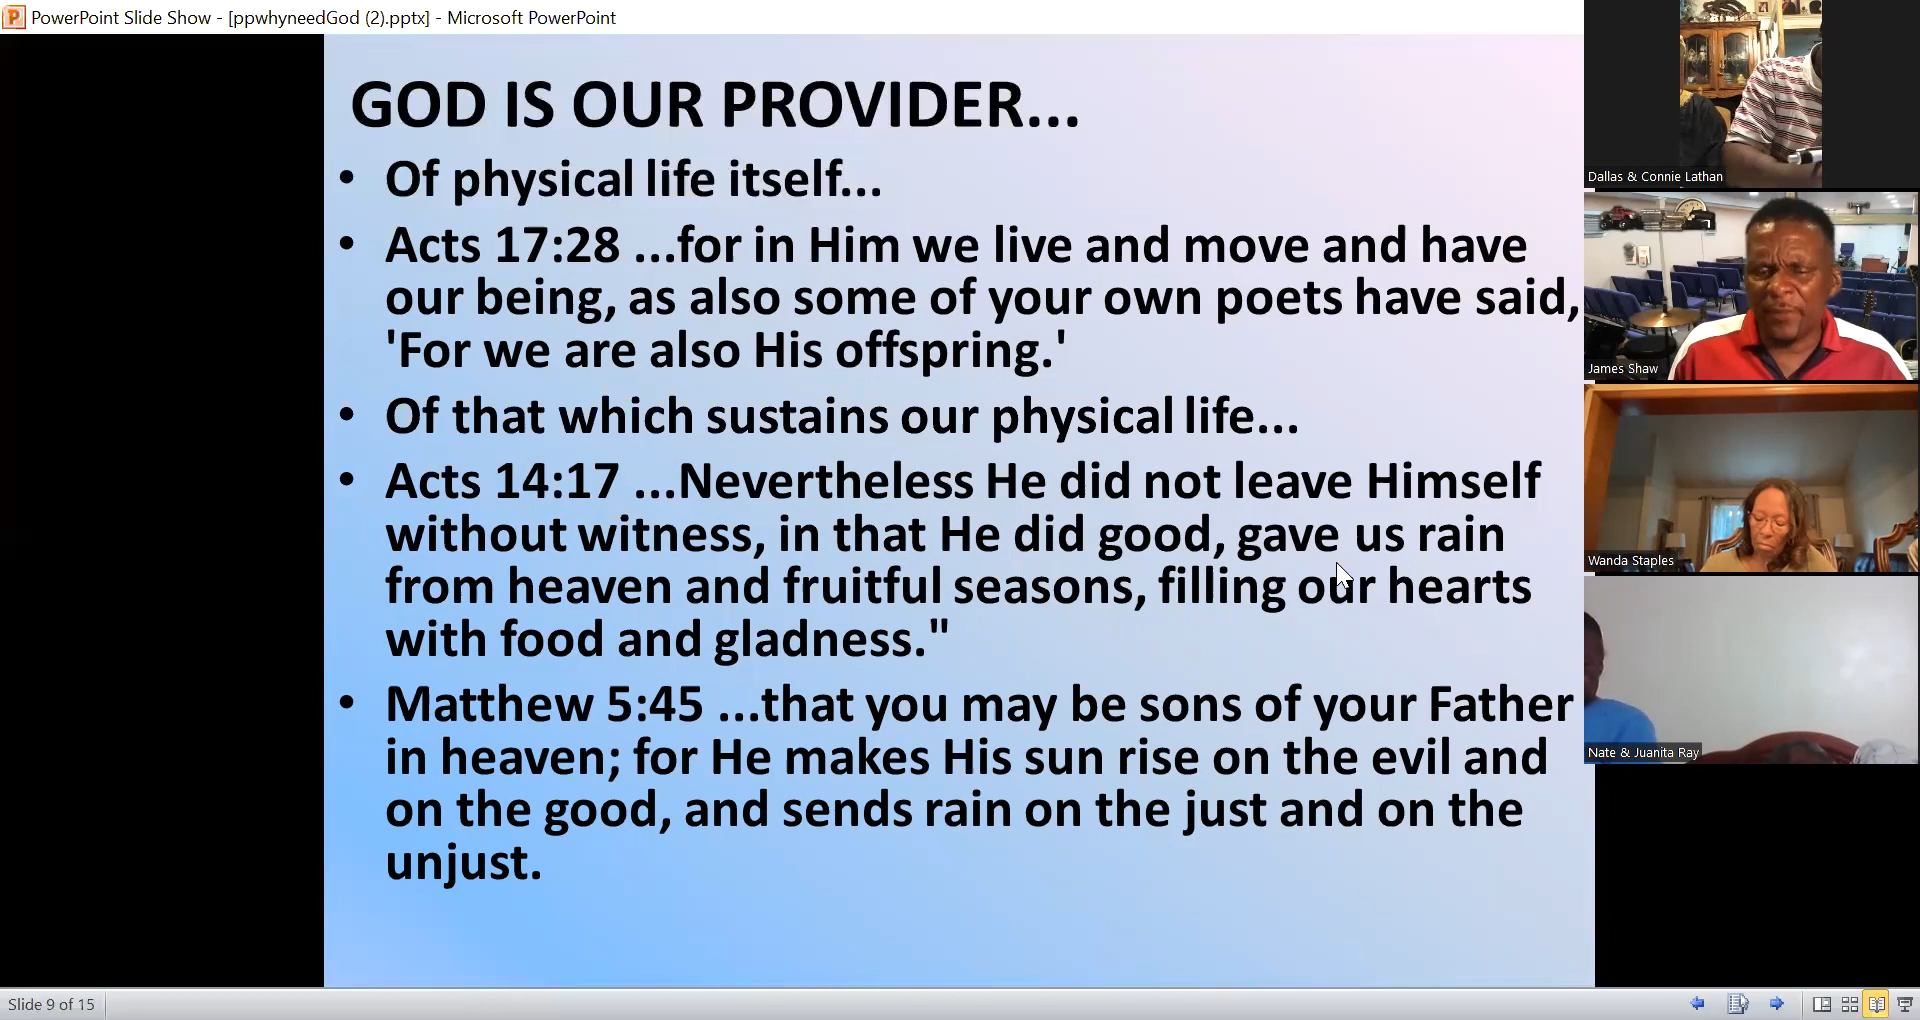 PowerPoint Slide Show - [ppwhyneedGod (2).pptx] - Microsoft PowerPoint
GOD IS OUR PROVIDER...
• Of physical life itself...
• Acts 17:28 ...for in Him we live and move and have
our being, as also some of your own poets have said,
'For we are also His offspring.'
• Of that which sustains our physical life...
• Acts 14:17 ...Nevertheless He did not leave Himself
without witness, in that He did good, gave us rain
from heaven and fruitful seasons, filling our hearts
with food and gladness."
• Matthew 5:45 ...that you may be sons of your Father
in heaven; for He makes His sun rise on the evil and
on the good, and sends rain on the just and on the
unjust.
Dallas & Connie Lathan
James Shaw
Wanda Staples
Nate & Juanita Ray
Slide 9 of 15